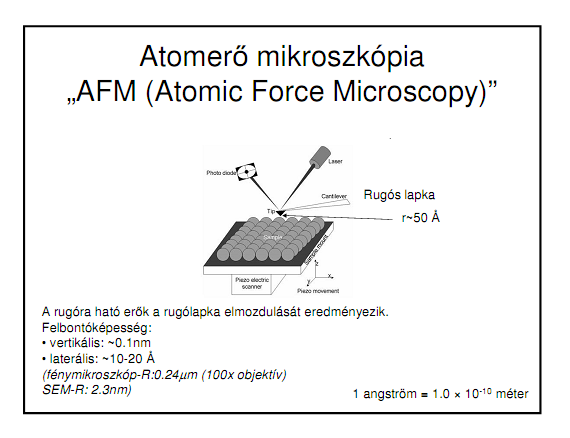 Atomerő mikroszkópia
„AFM (Atomic Force Microscopy)”
Laser
Photo diode
Cantilever
Rugós lapka
Tip
r~50 Å
Sample
Sample mount
z
x
y
Piezo electric
scanner
Piezo movement
A rugóra ható erők a rugólapka elmozdulását eredményezik.
Felbontóképesség:
• vertikális: ~0.1nm
• laterális: ~10-20 Å
(fénymikroszkóp-R:0.24μm (100x objektív)
SEM-R: 2.3nm)
1 angström = 1.0 × 10⁻¹⁰ méter